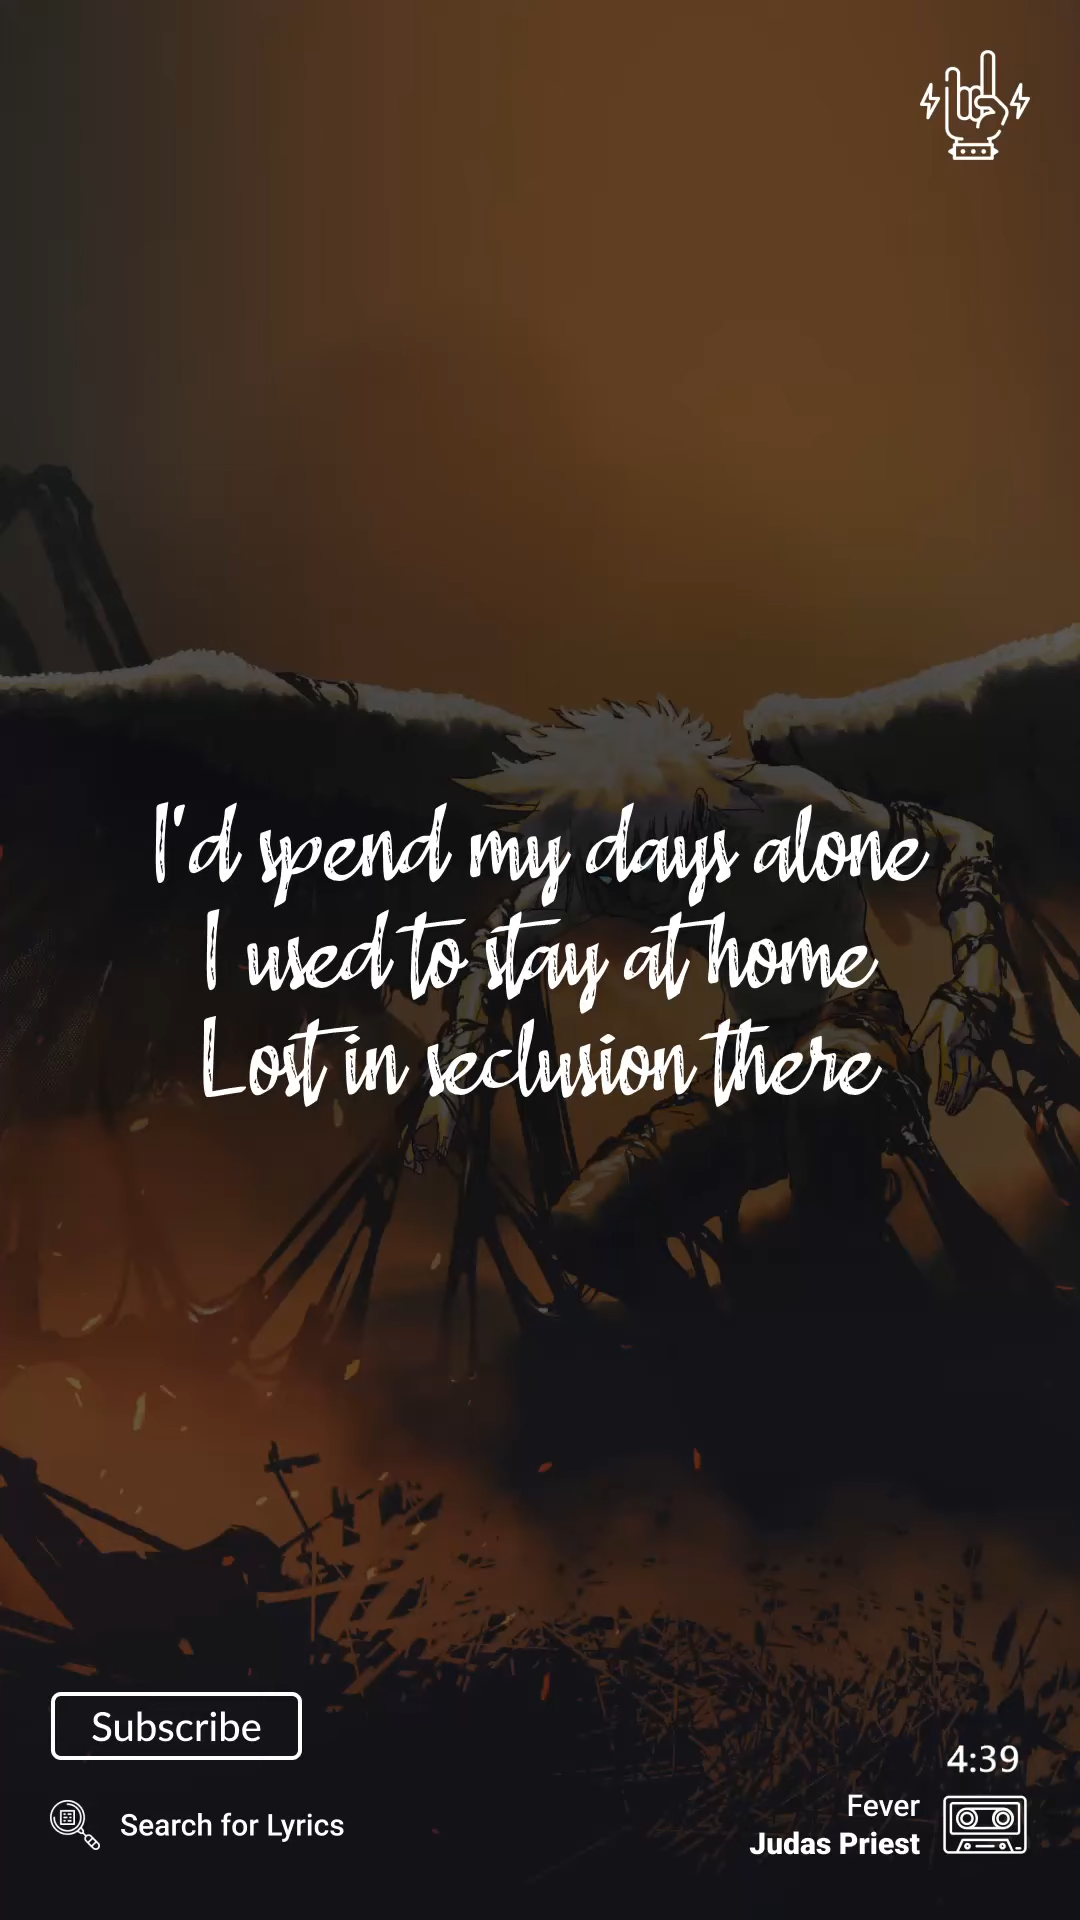 I'd spend my days alone
I used to stay at home
Lost in seclusion there
Subscribe
4:39
Search for Lyrics
Fever
Judas Priest